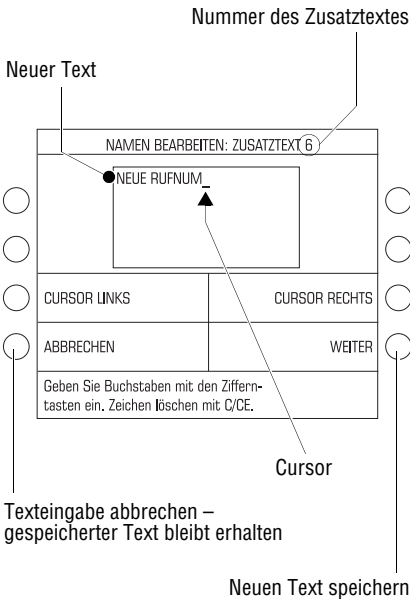 Nummer des Zusatztextes
Neuer Text
NAMEN BEARBEITEN: ZUSATZTEXT 6
NEUE RUFNUM_
CURSOR LINKS
CURSOR RECHTS
ABBRECHEN
WEITER
Geben Sie Buchstaben mit den Ziffern-
tasten ein. Zeichen löschen mit C/CE.
Cursor
Texteingabe abbrechen –
gespeicherter Text bleibt erhalten
Neuen Text speichern